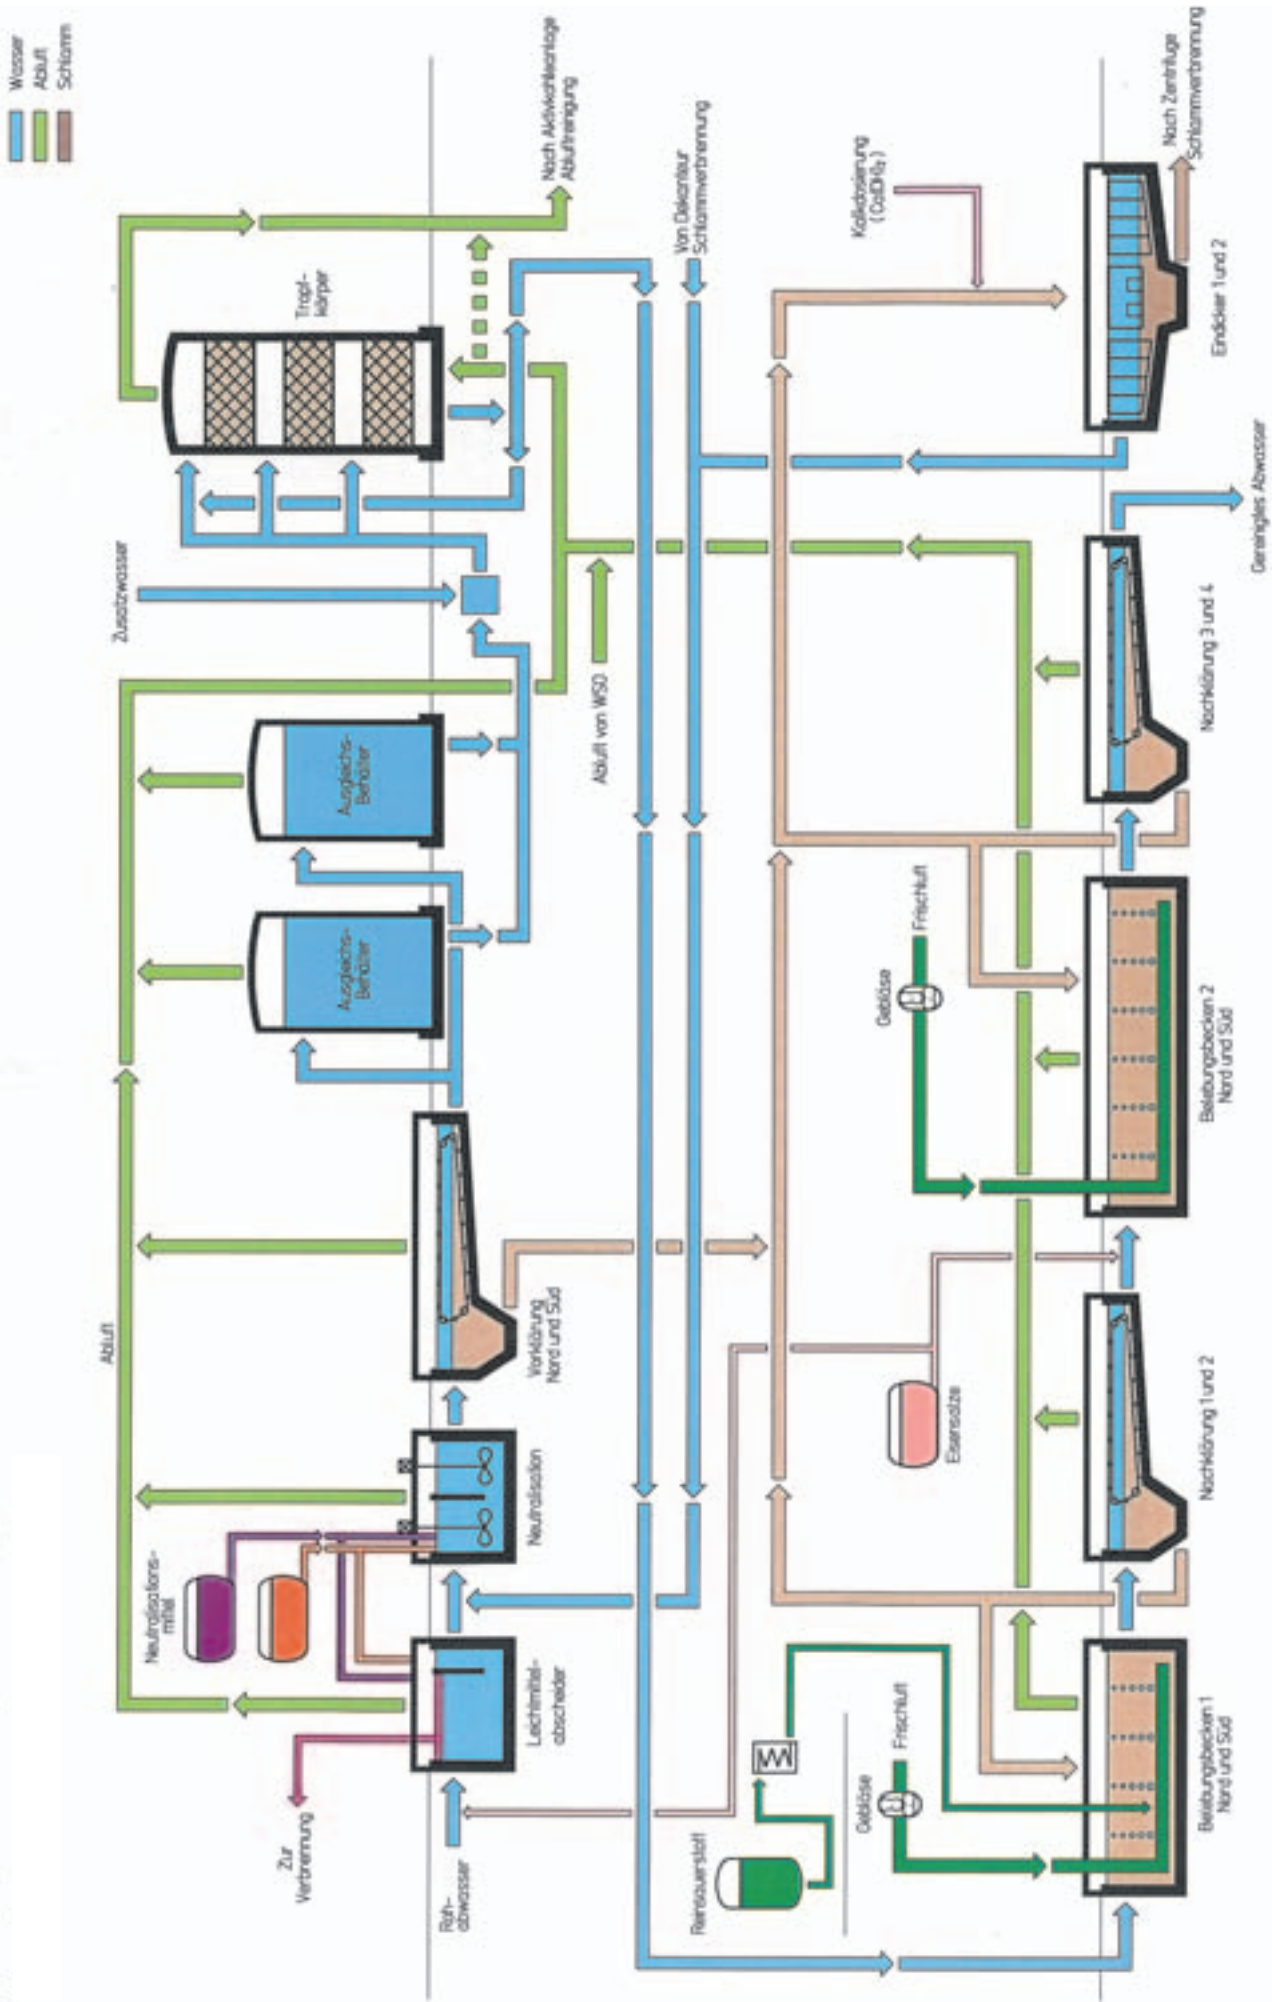 Wasser
Abluft
Schlamm
Abluft
Zusatzwasser
Tropf-
körper
Nach Aktivkohleanlage
Abluftreinigung
Neutralisations-
mittel
Ausgleichs-
Behälter
Ausgleichs-
Behälter
Zur
Verbrennung
Roh-
abwasser
Leichtmittel-
abscheider
Neutralisation
Vorklärung
Nord und Süd
Abluft von WSO
Von Dekanteur
Schlammverbrennung
Kalkdosierung
(Ca(OH)₂)
Reinsauerstoff
Gebläse
Frischluft
Eisensalze
Gebläse
Frischluft
Nach Zentrifuge
Schlammverbrennung
Belebungsbecken 1
Nord und Süd
Nachklärung 1 und 2
Belebungsbecken 2
Nord und Süd
Nachklärung 3 und 4
Gereinigtes Abwasser
Eindicker 1 und 2